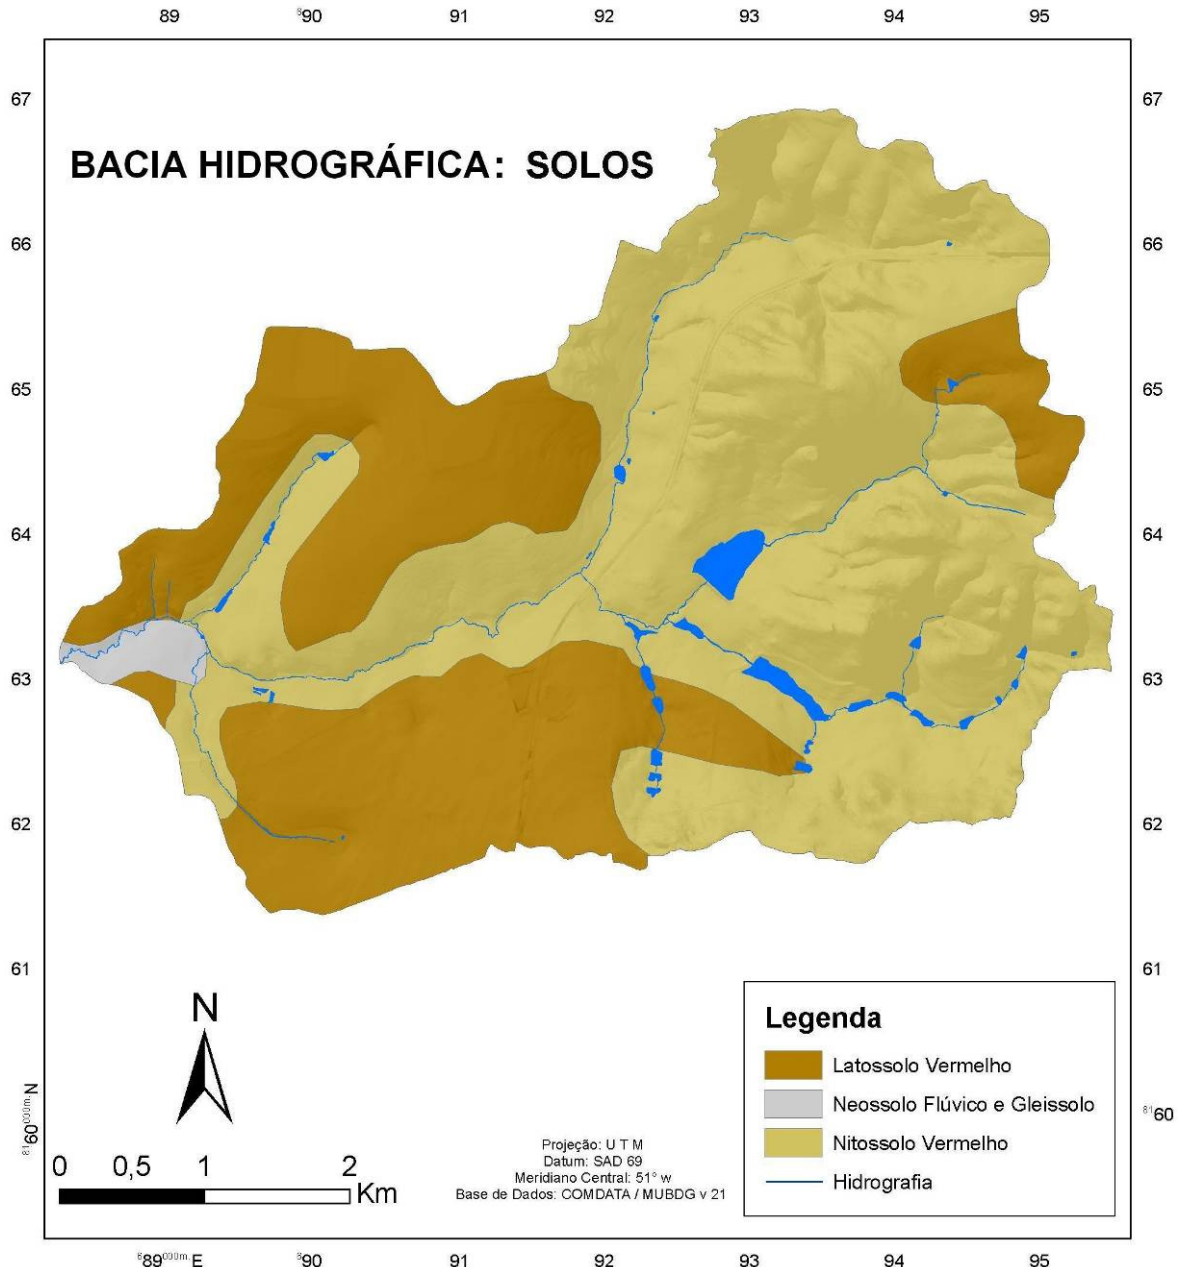 89 ⁶90 91 92 93 94 95
67 67
BACIA HIDROGRÁFICA: SOLOS
66 66
65 65
64 64
63 63
62 62
61 61
N
Legenda
Latossolo Vermelho
Neossolo Flúvico e Gleissolo
Nitossolo Vermelho
Hidrografia
⁸¹60⁰⁰⁰ᵐ·N
⁸¹60
0 0,5 1 2
Km
Projeção: U T M
Datum: SAD 69
Meridiano Central: 51° w
Base de Dados: COMDATA / MUBDG v 21
⁶89⁰⁰⁰ᵐ·E ⁶90 91 92 93 94 95